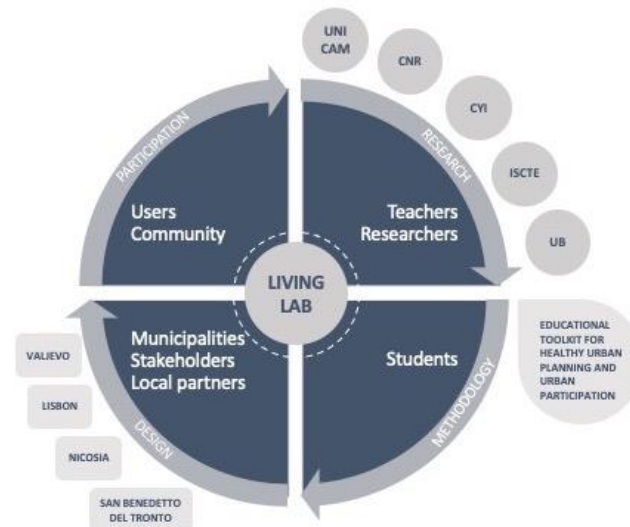 UNI
CAM
CNR
CYI
ISCTE
UB
PARTICIPATION
RESEARCH
Users
Community
Teachers
Researchers
LIVING
LAB
Municipalities
Stakeholders
Local partners
Students
EDUCATIONAL
TOOLKIT FOR
HEALTHY URBAN
PLANNING AND
URBAN
PARTICIPATION
VALJEVO
LISBON
NICOSIA
SAN BENEDETTO
DEL TRONTO
DESIGN
METHODOLOGY